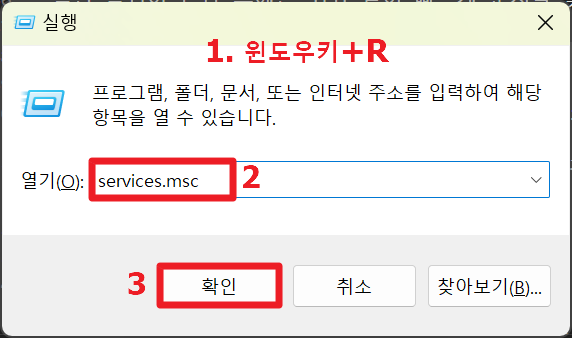 실행
1. 윈도우키+R
프로그램, 폴더, 문서, 또는 인터넷 주소를 입력하여 해당
항목을 열 수 있습니다.
열기(O): services.msc 2
3 확인 취소 찾아보기(B)...